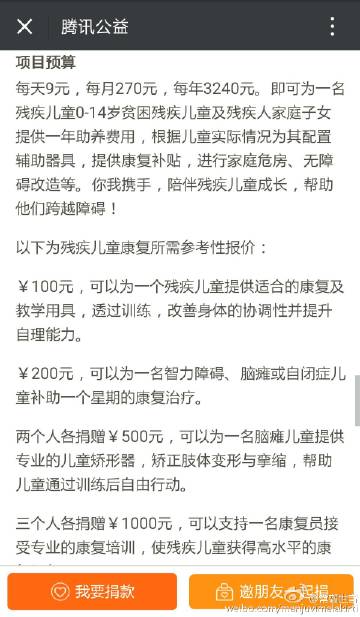 腾讯公益
项目预算
每天9元，每月270元，每年3240元。即可为一名
残疾儿童0-14岁贫困残疾儿童及残疾人家庭子女
提供一年助养费用，根据儿童实际情况为其配置
辅助器具，提供康复补贴，进行家庭危房、无障
碍改造等。你我携手，陪伴残疾儿童成长，帮助
他们跨越障碍！
以下为残疾儿童康复所需参考性报价：
￥100元，可以为一个残疾儿童提供适合的康复及
教学用具，透过训练，改善身体的协调性并提升
自理能力。
￥200元，可以为一名智力障碍、脑瘫或自闭症儿
童补助一个星期的康复治疗。
两个人各捐赠￥500元，可以为一名脑瘫儿童提供
专业的儿童矫形器，矫正肢体变形与挛缩，帮助
儿童通过训练后自由行动。
三个人各捐赠￥1000元，可以支持一名康复员接
受专业的康复培训，使残疾儿童获得高水平的康
我要捐款
邀朋友一起捐